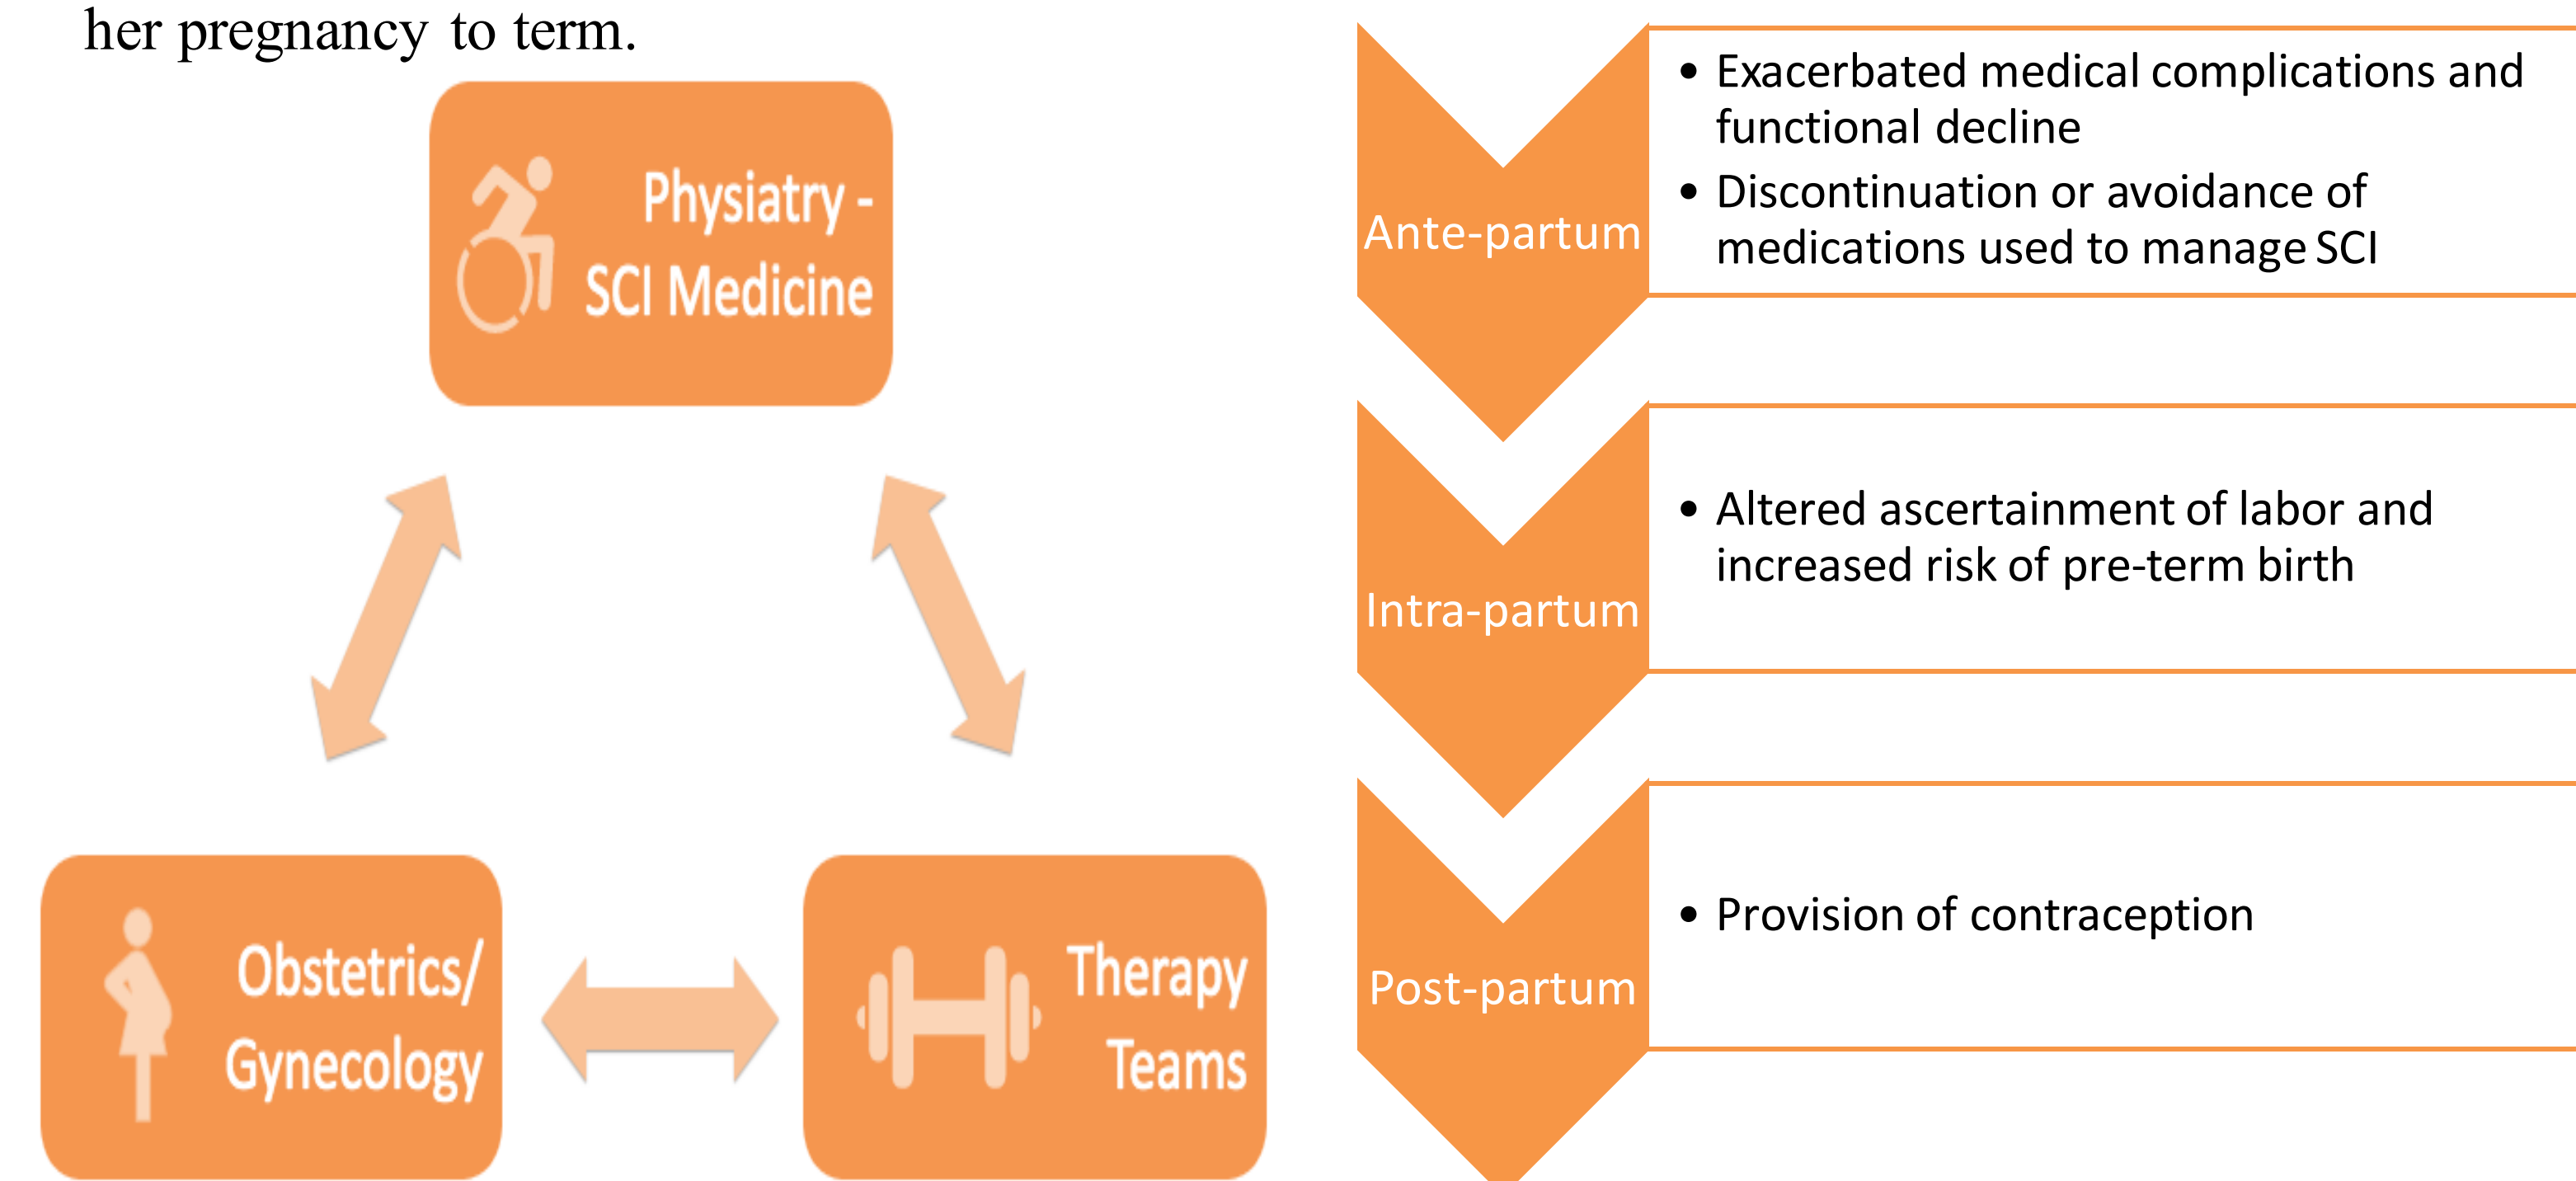 her pregnancy to term.
Physiatry -
SCI Medicine
Obstetrics/
Gynecology
Therapy
Teams
Ante-partum
• Exacerbated medical complications and
functional decline
• Discontinuation or avoidance of
medications used to manage SCI
Intra-partum
• Altered ascertainment of labor and
increased risk of pre-term birth
Post-partum
• Provision of contraception